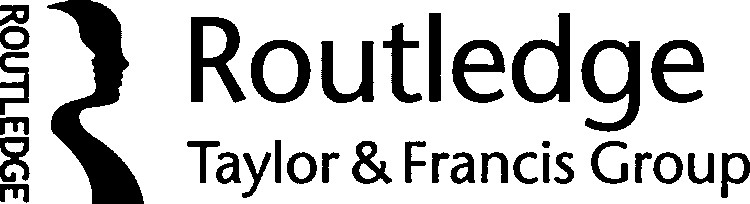 ROUTLEDGE
Routledge
Taylor & Francis Group